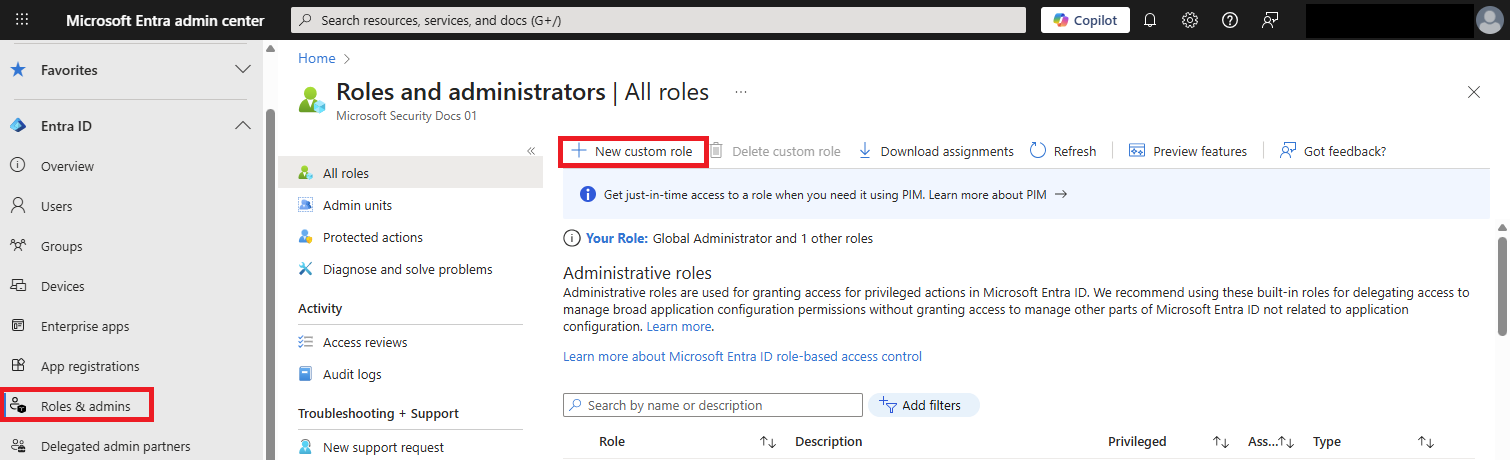 Microsoft Entra admin center
Search resources, services, and docs (G+/)
Copilot
Favorites
Entra ID
Overview
Users
Groups
Devices
Enterprise apps
App registrations
Roles & admins
Delegated admin partners
Home
Roles and administrators | All roles
...
Microsoft Security Docs 01
All roles
Admin units
Protected actions
Diagnose and solve problems
Activity
Access reviews
Audit logs
Troubleshooting + Support
New support request
New custom role
Delete custom role
Download assignments
Refresh
Preview features
Got feedback?
Get just-in-time access to a role when you need it using PIM. Learn more about PIM →
Your Role: Global Administrator and 1 other roles
Administrative roles
Administrative roles are used for granting access for privileged actions in Microsoft Entra ID. We recommend using these built-in roles for delegating access to
manage broad application configuration permissions without granting access to manage other parts of Microsoft Entra ID not related to application
configuration. Learn more.
Learn more about Microsoft Entra ID role-based access control
Search by name or description
Add filters
Role
Description
Privileged
Ass...
Type